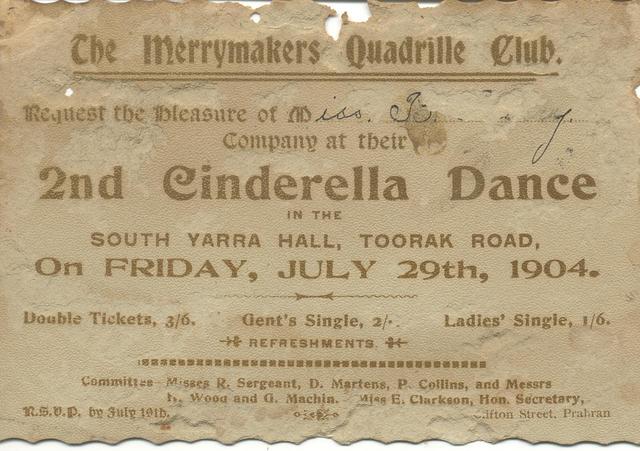 The Merrymakers Quadrille Club.
Request the Pleasure of Miss. B
Company at their
2nd Cinderella Dance
IN THE
SOUTH YARRA HALL, TOORAK ROAD,
On FRIDAY, JULY 29th, 1904.
Double Tickets, 3/6. Gent's Single, 2/-. Ladies' Single, 1/6.
REFRESHMENTS
Committee Misses R. Sergeant, D. Martens, P. Collins, and Messrs
Wood and G. Machin. Miss E. Clarkson, Hon. Secretary,
R.S.V.P. by July 19th. Clifton Street, Prahran